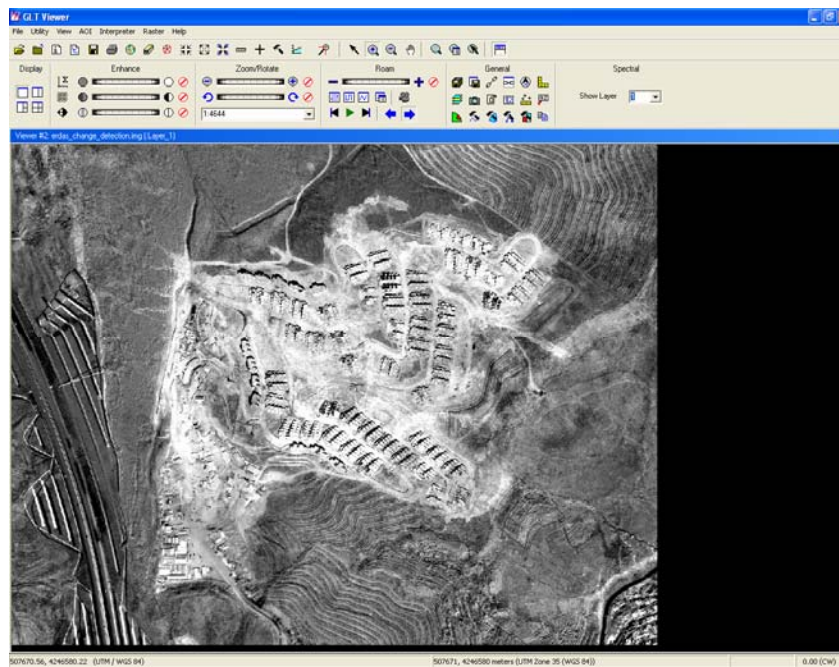 GLT Viewer
File Utility View AOI Interpreter Raster Help
Display Enhance Zoom/Rotate Roam General Spectral
Show Layer
1:4644
Viewer #2: erdas_change_detection.img (:Layer_1)
507670.56, 4246580.22 (UTM / WGS 84) 507671, 4246580 meters (UTM Zone 35 (WGS 84)) 0.00 (CW)